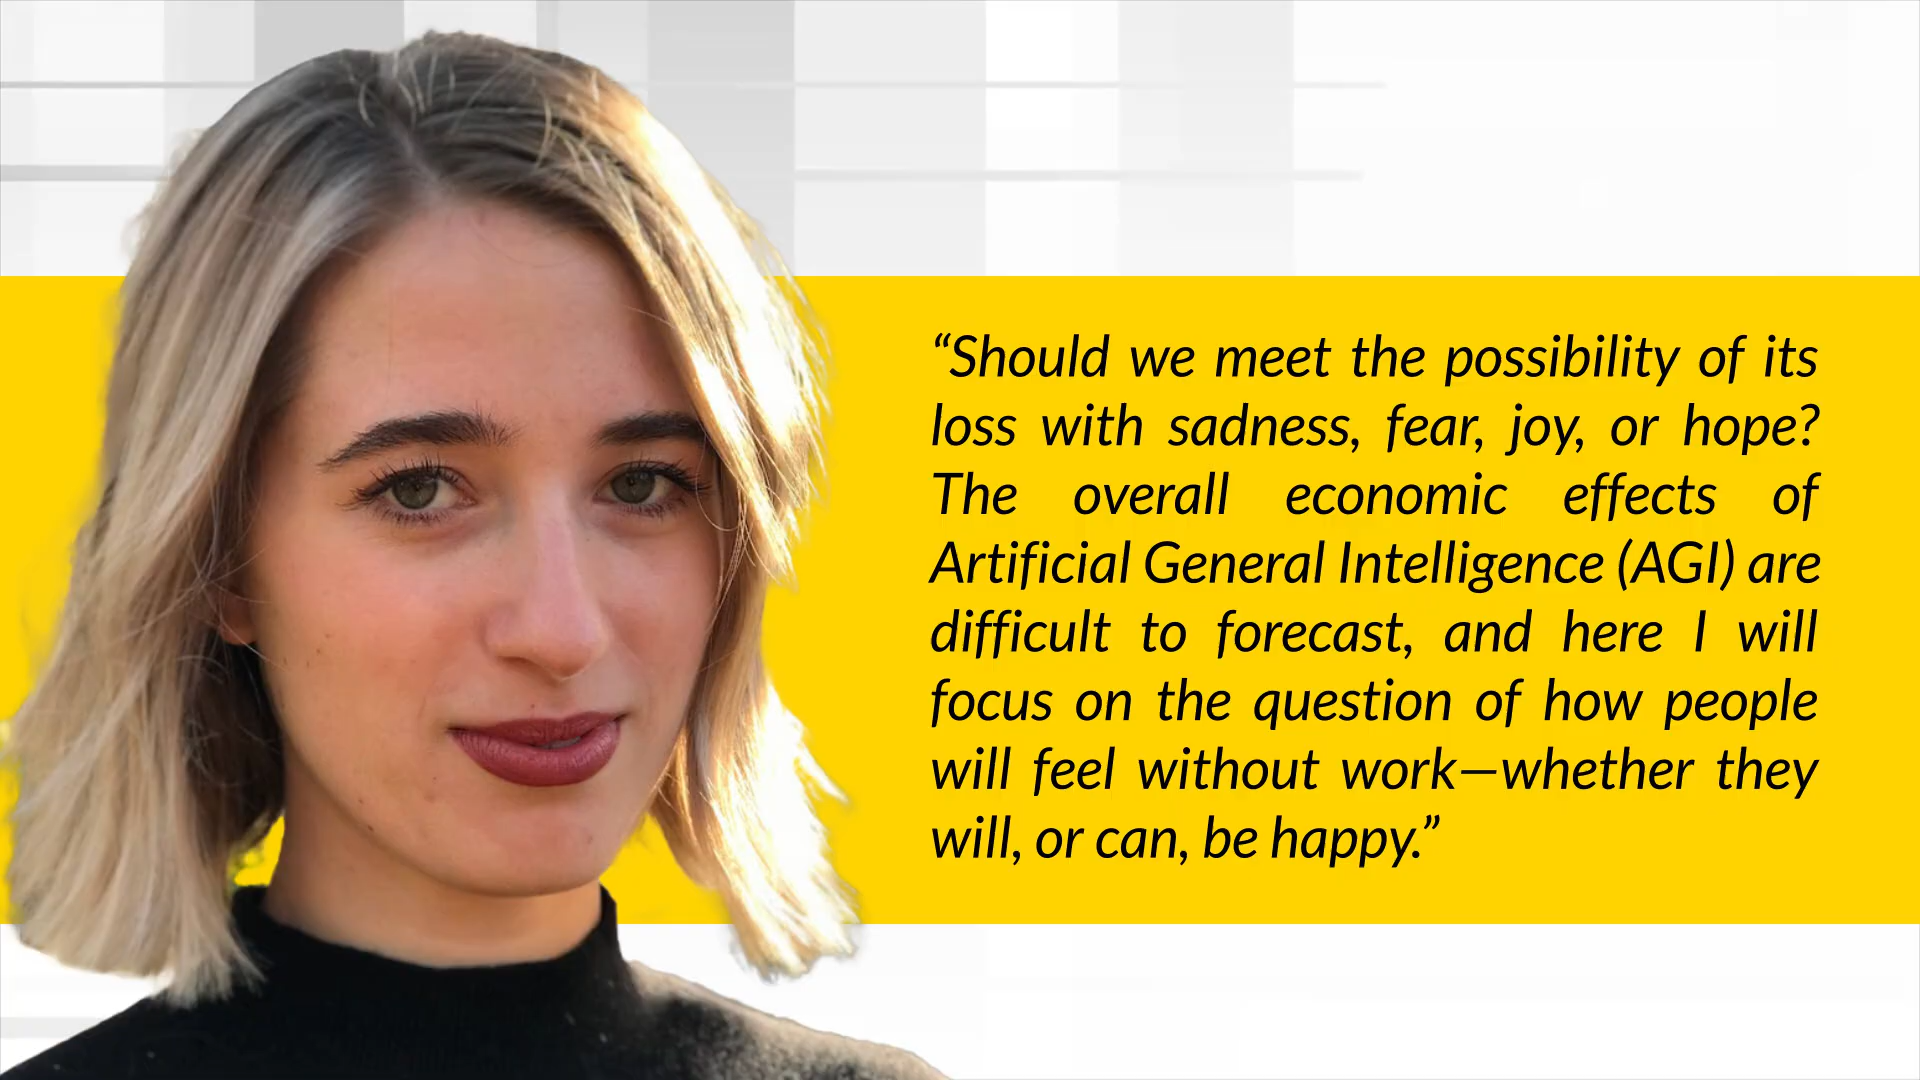 “Should we meet the possibility of its
loss with sadness, fear, joy, or hope?
The overall economic effects of
Artificial General Intelligence (AGI) are
difficult to forecast, and here I will
focus on the question of how people
will feel without work—whether they
will, or can, be happy.”